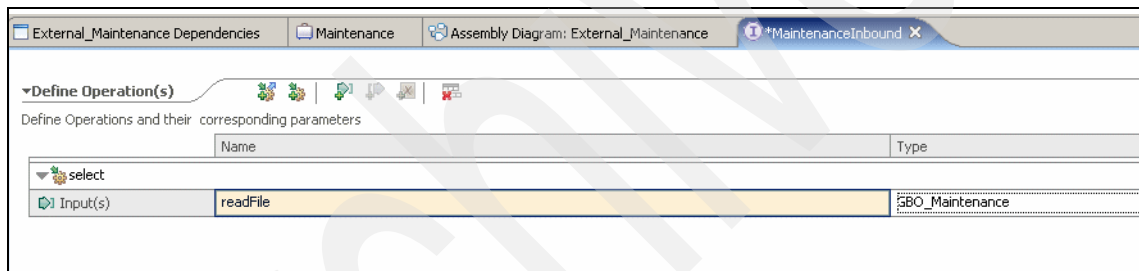 External_Maintenance Dependencies Maintenance Assembly Diagram: External_Maintenance *MaintenanceInbound
Define Operation(s)
Define Operations and their corresponding parameters
Name Type
select
Input(s) readFile GBO_Maintenance